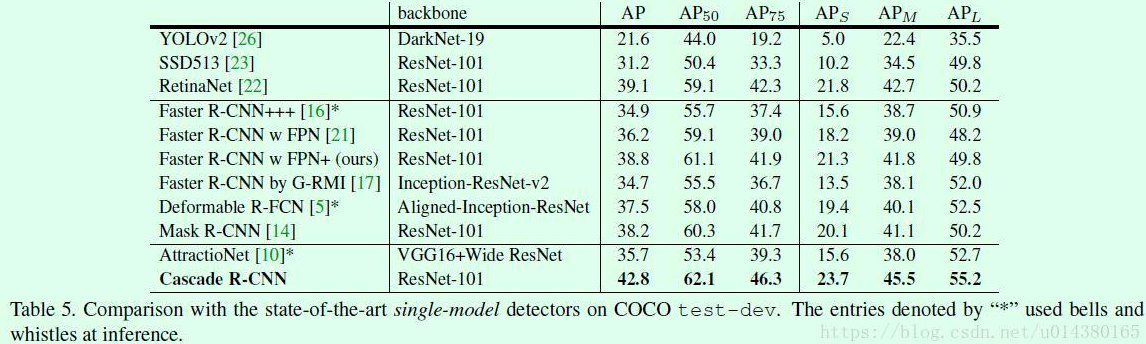 backbone AP AP50 AP75 APS APM APL
YOLOv2 [26] DarkNet-19 21.6 44.0 19.2 5.0 22.4 35.5
SSD513 [23] ResNet-101 31.2 50.4 33.3 10.2 34.5 49.8
RetinaNet [22] ResNet-101 39.1 59.1 42.3 21.8 42.7 50.2
Faster R-CNN+++ [16]* ResNet-101 34.9 55.7 37.4 15.6 38.7 50.9
Faster R-CNN w FPN [21] ResNet-101 36.2 59.1 39.0 18.2 39.0 48.2
Faster R-CNN w FPN+ (ours) ResNet-101 38.8 61.1 41.9 21.3 41.8 49.8
Faster R-CNN by G-RMI [17] Inception-ResNet-v2 34.7 55.5 36.7 13.5 38.1 52.0
Deformable R-FCN [5]* Aligned-Inception-ResNet 37.5 58.0 40.8 19.4 40.1 52.5
Mask R-CNN [14] ResNet-101 38.2 60.3 41.7 20.1 41.1 50.2
AttractioNet [10]* VGG16+Wide ResNet 35.7 53.4 39.3 15.6 38.0 52.7
Cascade R-CNN ResNet-101 42.8 62.1 46.3 23.7 45.5 55.2
Table 5. Comparison with the state-of-the-art single-model detectors on COCO test-dev. The entries denoted by “*” used bells and
whistles at inference.
https://blog.csdn.net/u014380165